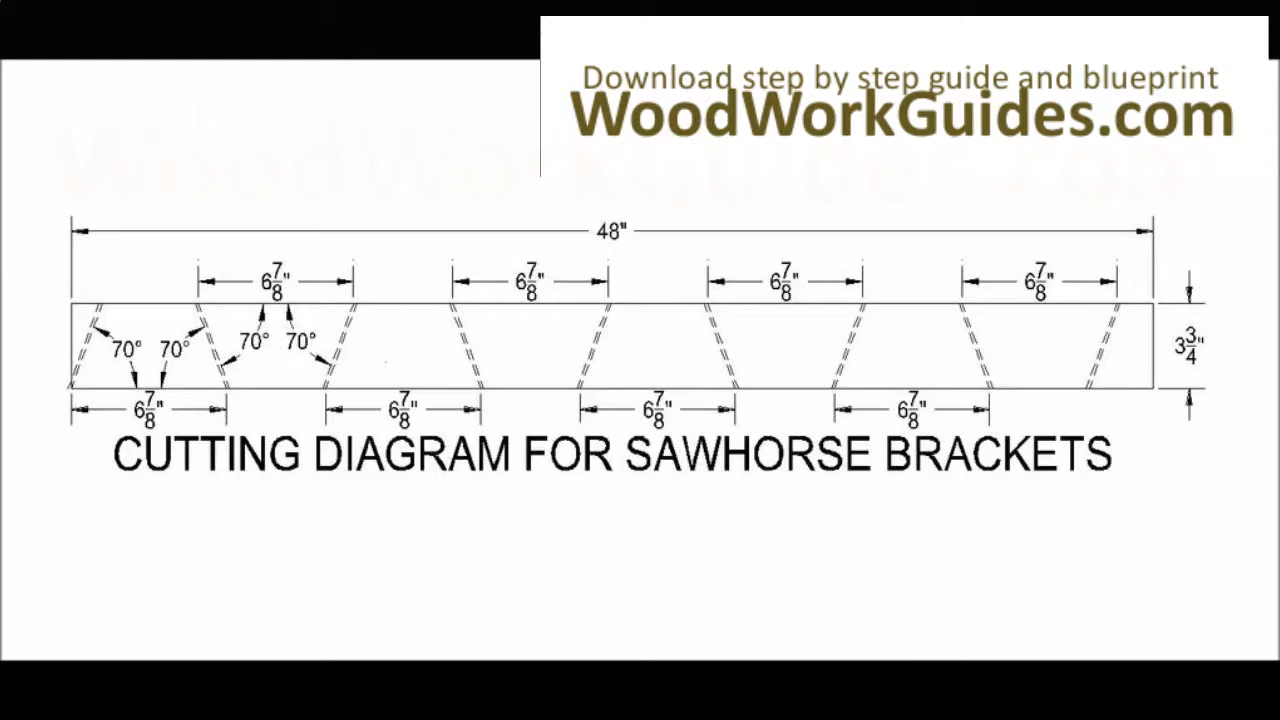 Download step by step guide and blueprint
WoodWorkGuides.com
WoodWorkGuides.com
48"
6 7/8" 6 7/8" 6 7/8" 6 7/8"
70° 70° 70° 70° 3 3/4"
6 7/8" 6 7/8" 6 7/8" 6 7/8"
CUTTING DIAGRAM FOR SAWHORSE BRACKETS